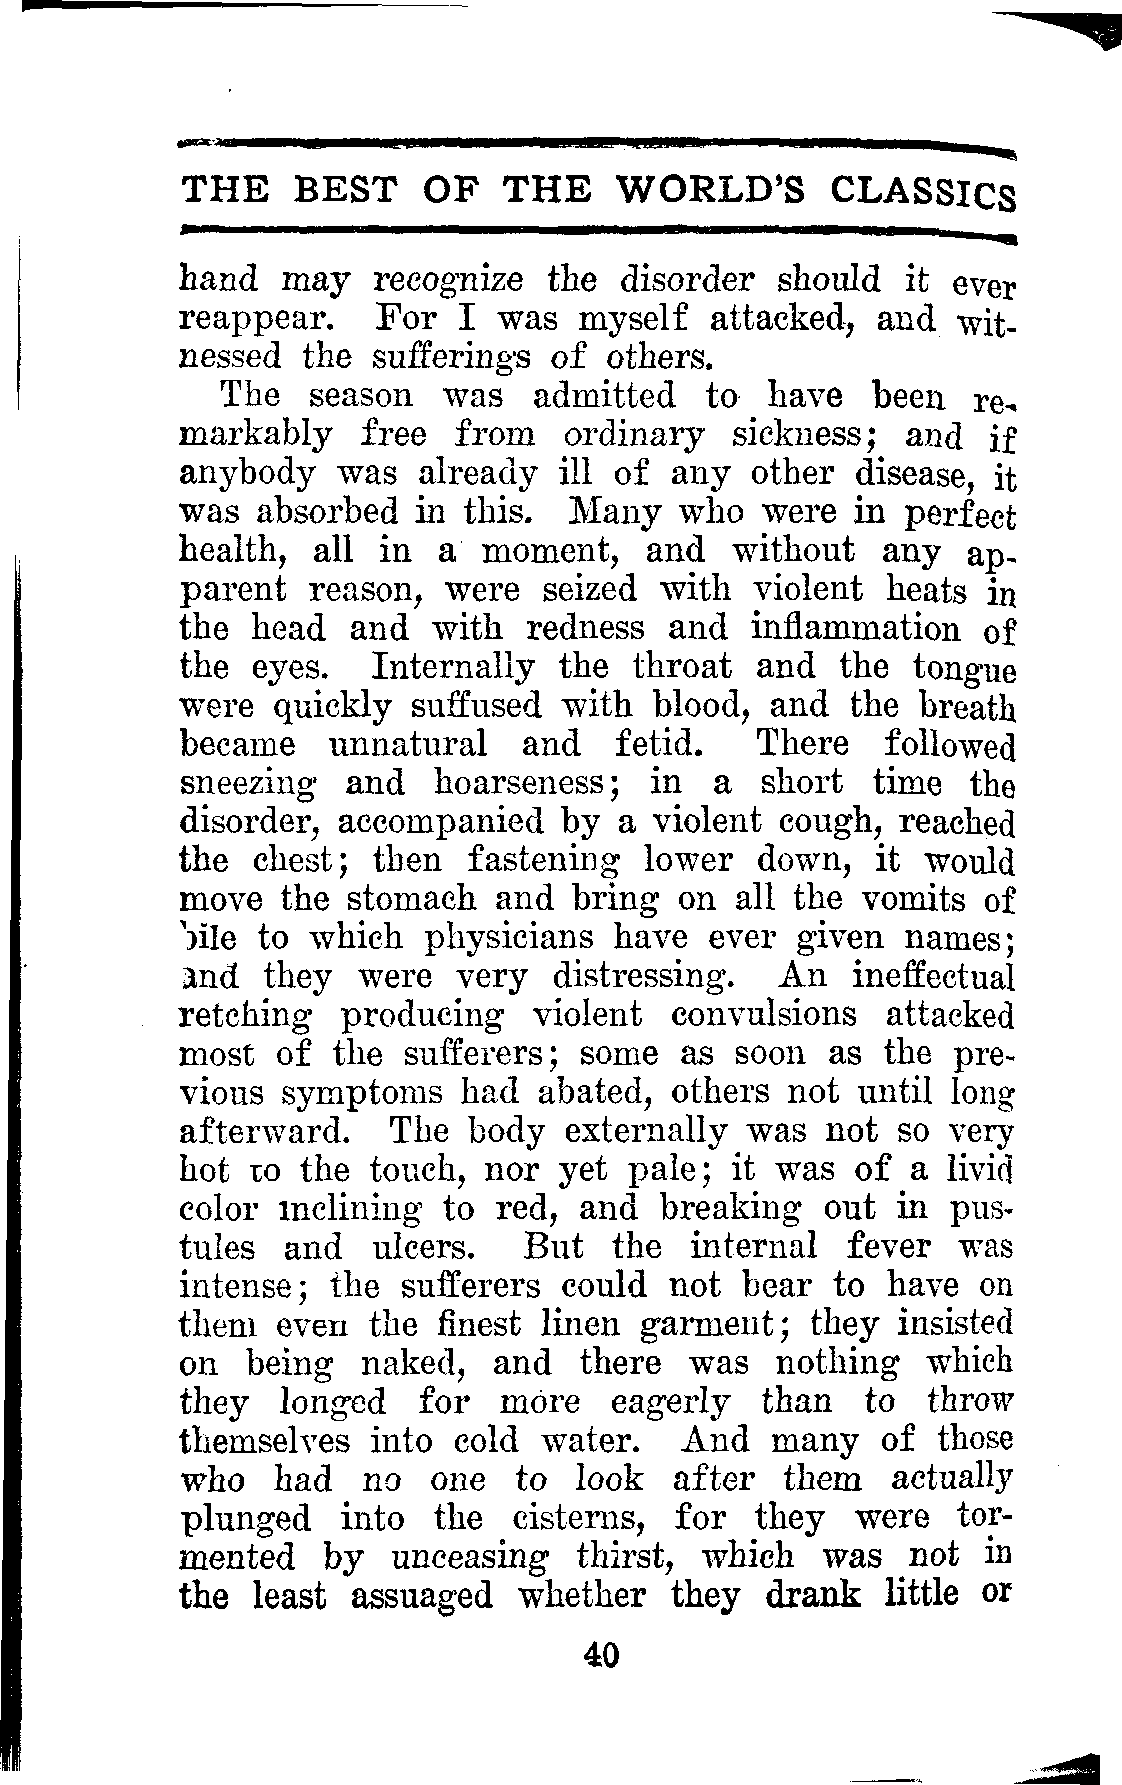 THE BEST OF THE WORLD'S CLASSICS
hand may recognize the disorder should it ever
reappear. For I was myself attacked, and wit-
nessed the sufferings of others.
The season was admitted to have been re-
markably free from ordinary sickness; and if
anybody was already ill of any other disease, it
was absorbed in this. Many who were in perfect
health, all in a moment, and without any ap-
parent reason, were seized with violent heats in
the head and with redness and inflammation of
the eyes. Internally the throat and the tongue
were quickly suffused with blood, and the breath
became unnatural and fetid. There followed
sneezing and hoarseness; in a short time the
disorder, accompanied by a violent cough, reached
the chest; then fastening lower down, it would
move the stomach and bring on all the vomits of
bile to which physicians have ever given names;
and they were very distressing. An ineffectual
retching producing violent convulsions attacked
most of the sufferers; some as soon as the pre-
vious symptoms had abated, others not until long
afterward. The body externally was not so very
hot to the touch, nor yet pale; it was of a livid
color inclining to red, and breaking out in pus-
tules and ulcers. But the internal fever was
intense; the sufferers could not bear to have on
them even the finest linen garment; they insisted
on being naked, and there was nothing which
they longed for more eagerly than to throw
themselves into cold water. And many of those
who had no one to look after them actually
plunged into the cisterns, for they were tor-
mented by unceasing thirst, which was not in
the least assuaged whether they drank little or
40